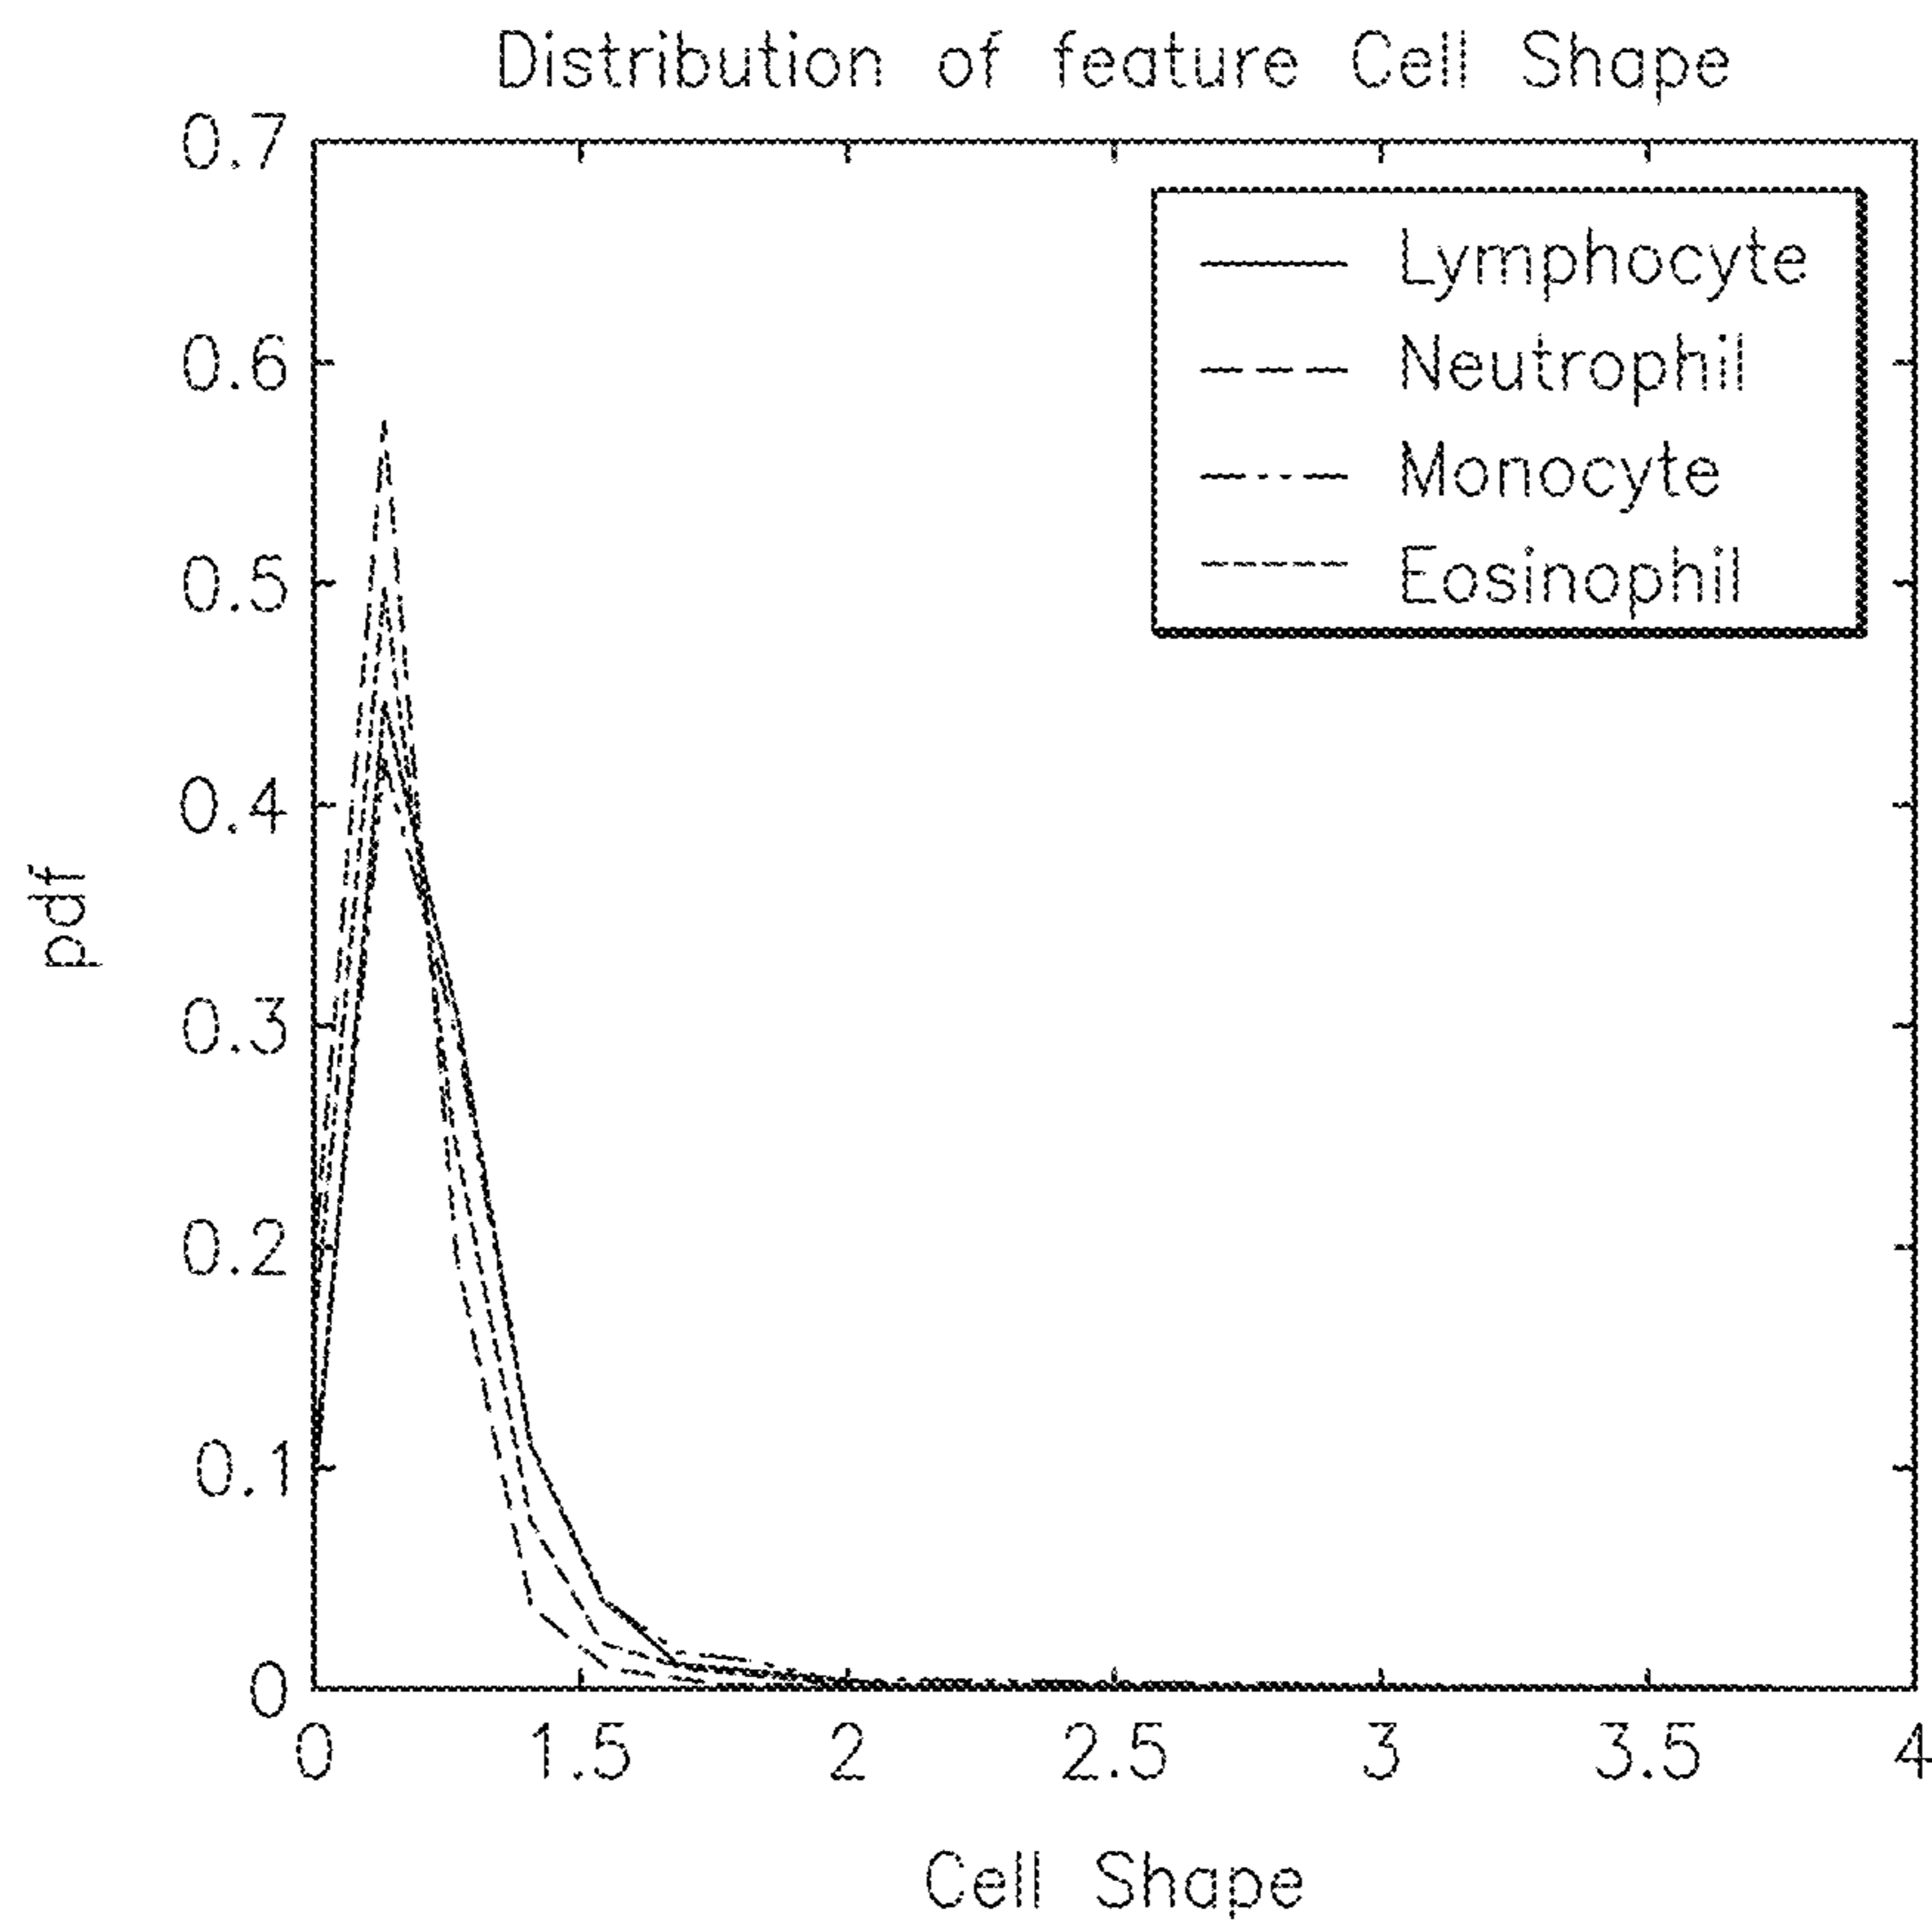 Distribution of feature Cell Shape
0.7
0.6
0.5
0.4
0.3
0.2
0.1
0
pdf
Lymphocyte
Neutrophil
Monocyte
Eosinophil
0 1.5 2 2.5 3 3.5 4
Cell Shape